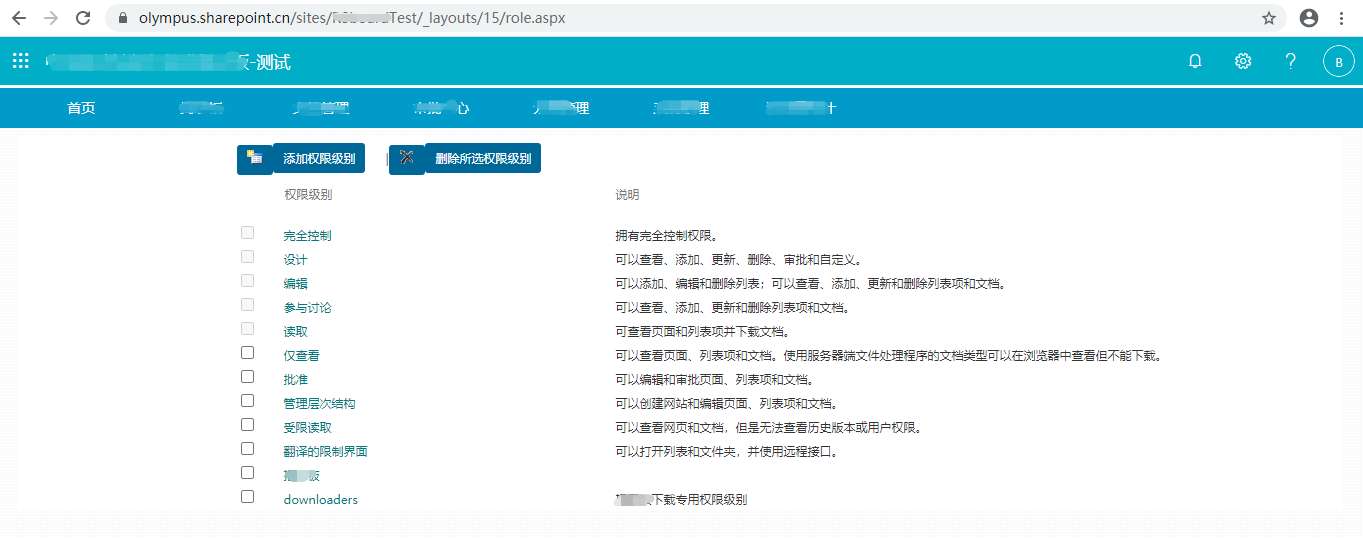 olympus.sharepoint.cn/sites/Test/_layouts/15/role.aspx
-测试
B
首页 管理 心 管理 管理 计
添加权限级别 | 删除所选权限级别
权限级别 说明
完全控制 拥有完全控制权限。
设计 可以查看、添加、更新、删除、审批和自定义。
编辑 可以添加、编辑和删除列表；可以查看、添加、更新和删除列表项和文档。
参与讨论 可以查看、添加、更新和删除列表项和文档。
读取 可查看页面和列表项并下载文档。
仅查看 可以查看页面、列表项和文档。使用服务器端文件处理程序的文档类型可以在浏览器中查看但不能下载。
批准 可以编辑和审批页面、列表项和文档。
管理层次结构 可以创建网站和编辑页面、列表项和文档。
受限读取 可以查看网页和文档，但是无法查看历史版本或用户权限。
翻译的限制界面 可以打开列表和文件夹，并使用远程接口。
板
downloaders 下载专用权限级别